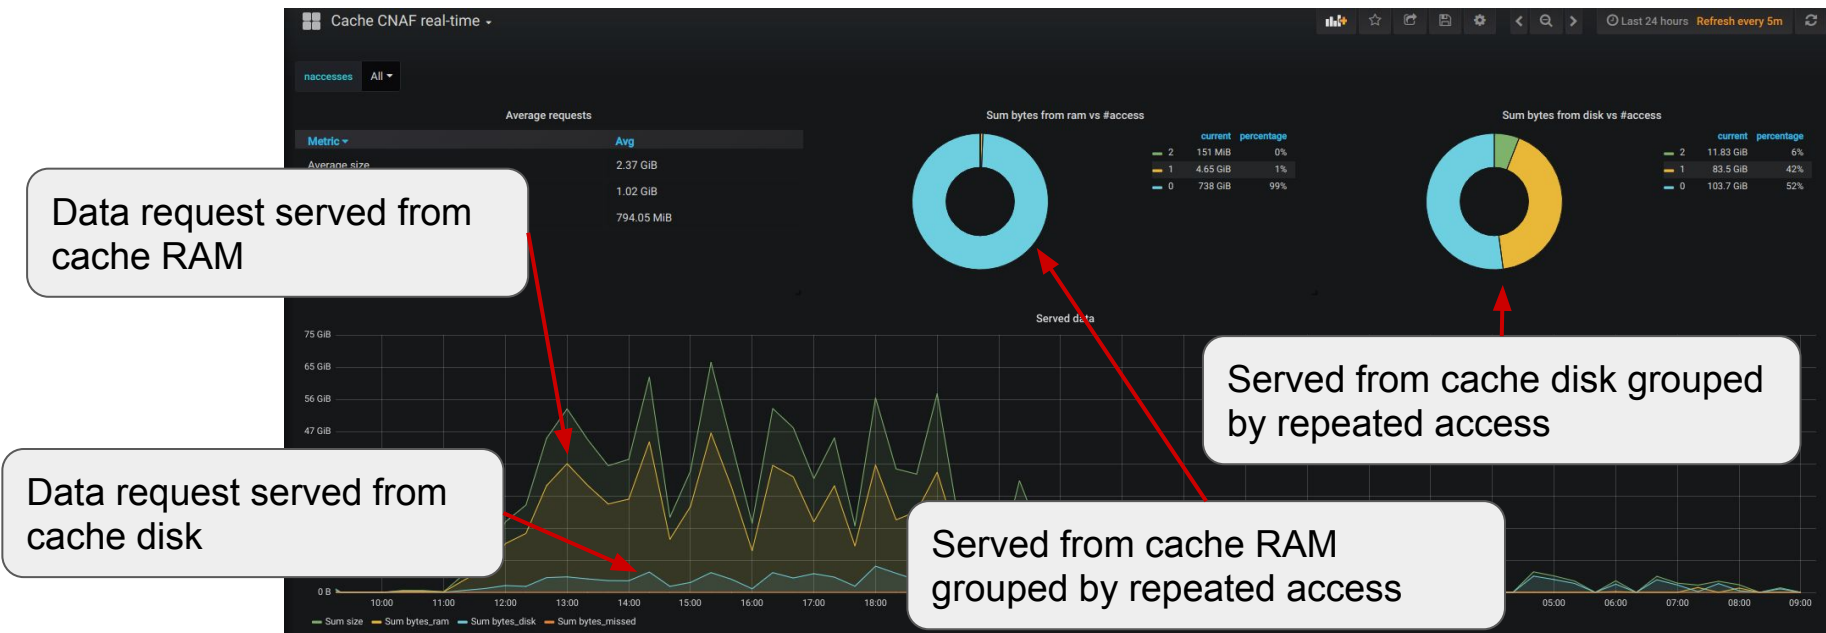 Cache CNAF real-time
Last 24 hours Refresh every 5m
naccesses All
Average requests
Metric Avg
Average size 2.37 GiB
1.02 GiB
794.05 MiB
Sum bytes from ram vs #access
current percentage
2 151 MiB 0%
1 4.65 GiB 1%
0 738 GiB 99%
Sum bytes from disk vs #access
current percentage
2 11.83 GiB 6%
1 83.5 GiB 42%
0 103.7 GiB 52%
Data request served from
cache RAM
Served data
75 GiB
65 GiB
56 GiB
47 GiB
0 B
Served from cache disk grouped
by repeated access
Data request served from
cache disk
Served from cache RAM
grouped by repeated access
10:00 11:00 12:00 13:00 14:00 15:00 16:00 17:00 18:00 05:00 06:00 07:00 08:00 09:00
Sum size Sum bytes_ram Sum bytes_disk Sum bytes_missed